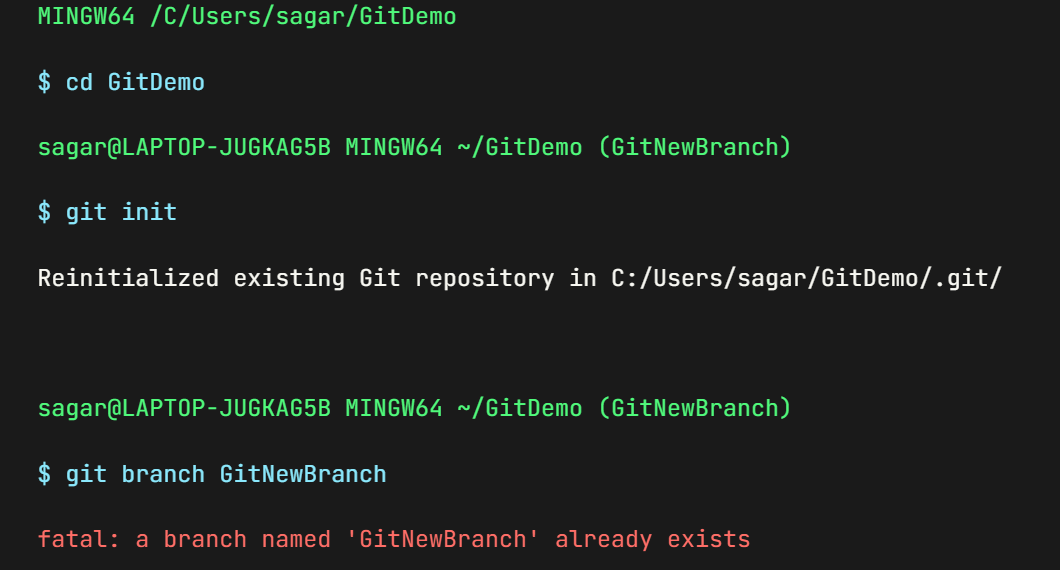 MINGW64 /C/Users/sagar/GitDemo
$ cd GitDemo
sagar@LAPTOP-JUGKAG5B MINGW64 ~/GitDemo (GitNewBranch)
$ git init
Reinitialized existing Git repository in C:/Users/sagar/GitDemo/.git/
sagar@LAPTOP-JUGKAG5B MINGW64 ~/GitDemo (GitNewBranch)
$ git branch GitNewBranch
fatal: a branch named 'GitNewBranch' already exists